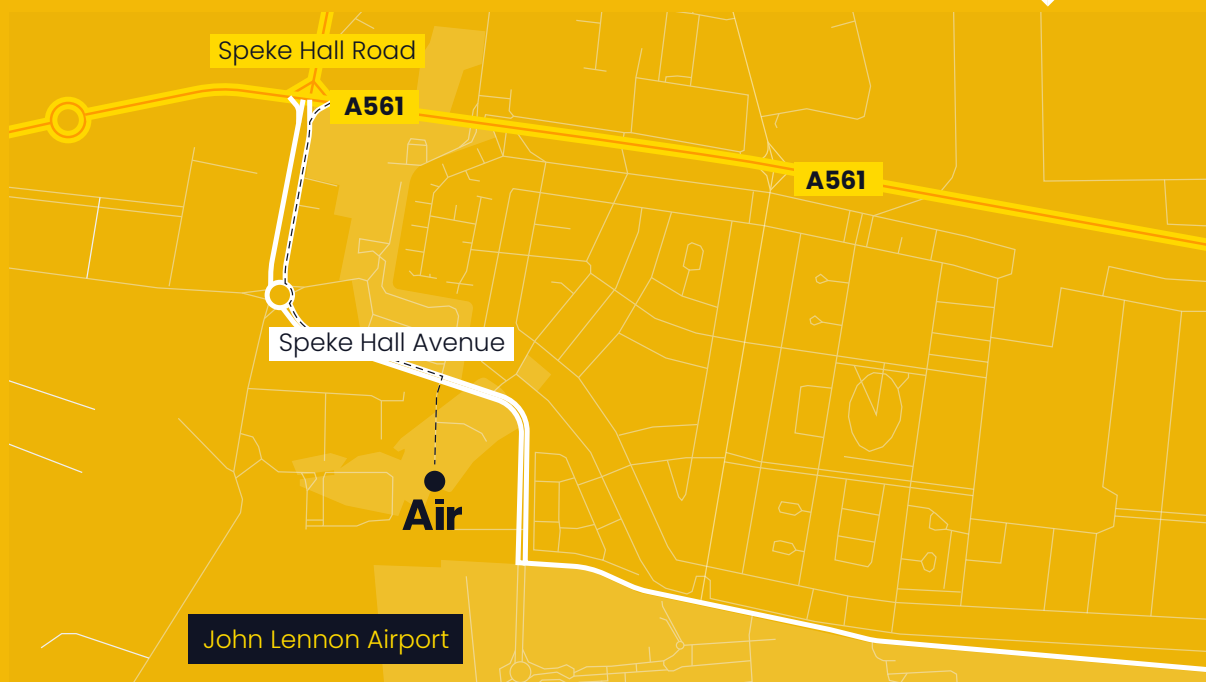 Speke Hall Road
A561
A561
Speke Hall Avenue
Air
John Lennon Airport